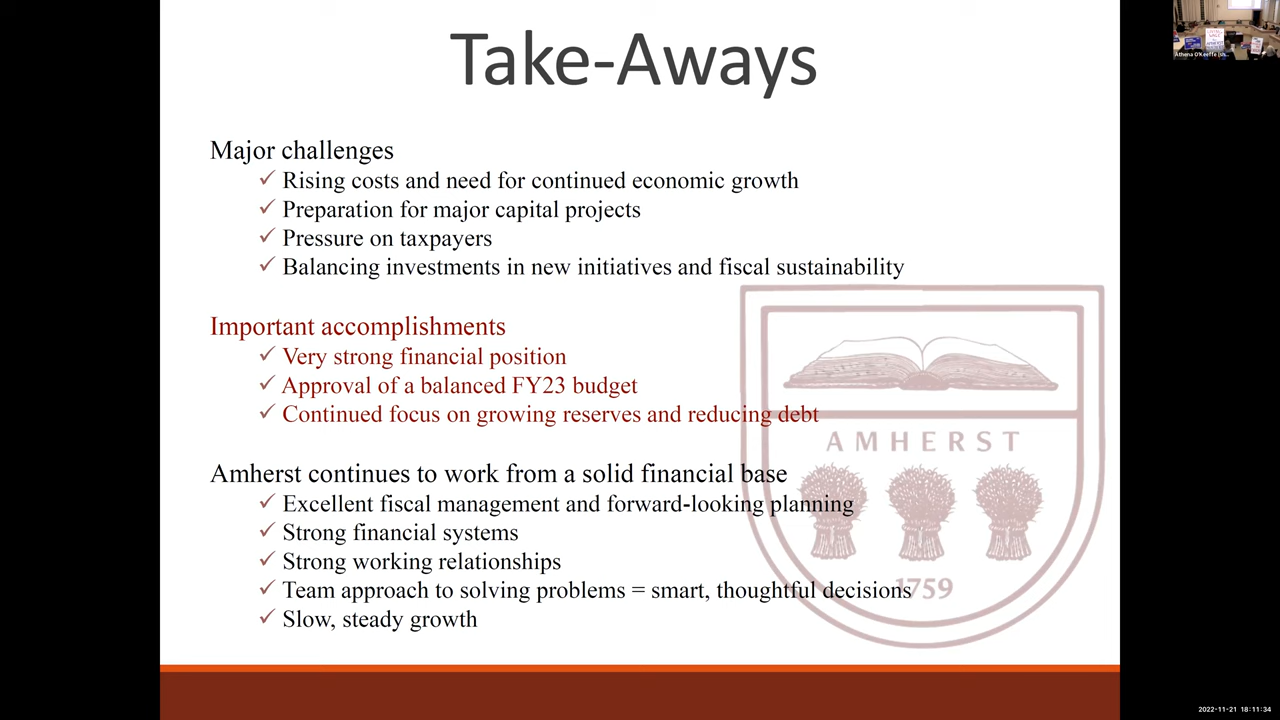 Take-Aways
Athena O'Keeffe (sh...
Major challenges
✓ Rising costs and need for continued economic growth
✓ Preparation for major capital projects
✓ Pressure on taxpayers
✓ Balancing investments in new initiatives and fiscal sustainability
Important accomplishments
✓ Very strong financial position
✓ Approval of a balanced FY23 budget
✓ Continued focus on growing reserves and reducing debt
AMHERST
Amherst continues to work from a solid financial base
✓ Excellent fiscal management and forward-looking planning
✓ Strong financial systems
✓ Strong working relationships
✓ Team approach to solving problems = smart, thoughtful decisions
1759
✓ Slow, steady growth
2022-11-21 18:11:34